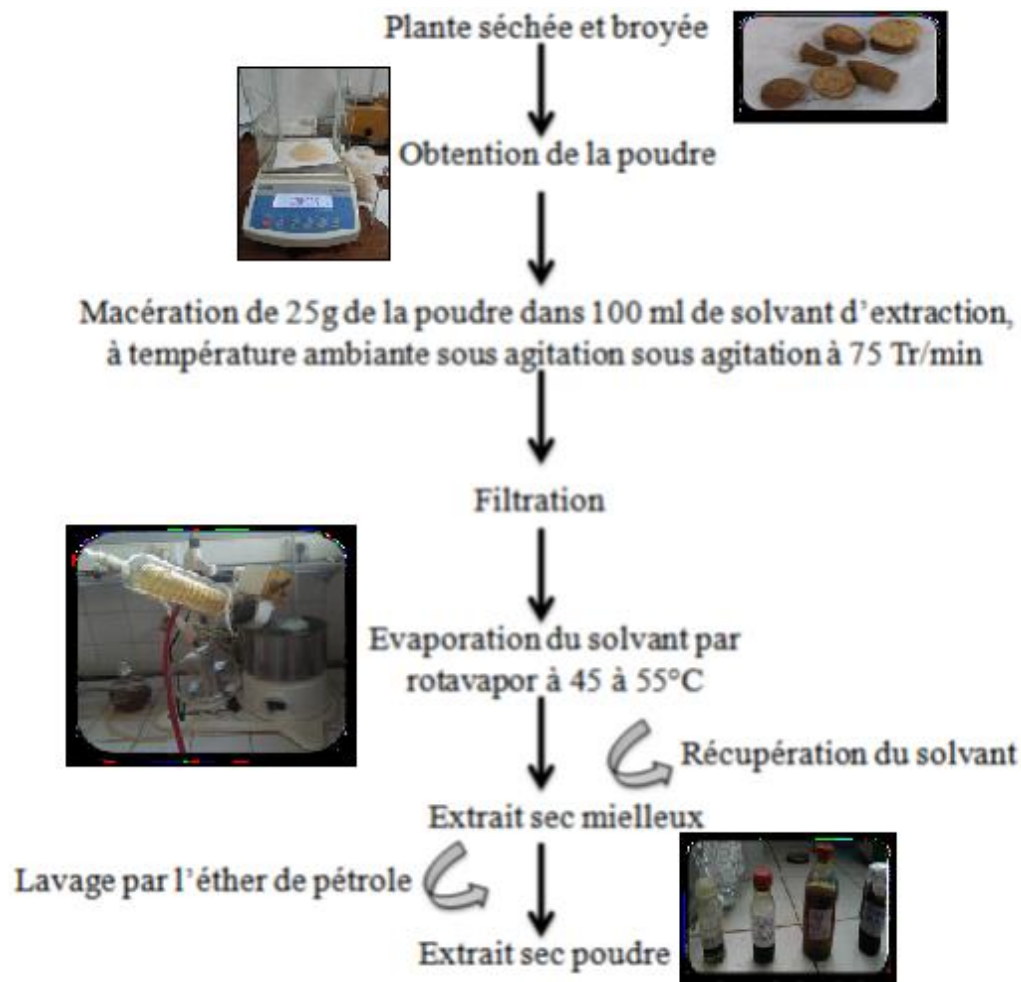 Plante séchée et broyée
Obtention de la poudre
Macération de 25g de la poudre dans 100 ml de solvant d’extraction,
à température ambiante sous agitation sous agitation à 75 Tr/min
Filtration
Evaporation du solvant par
rotavapor à 45 à 55°C
Récupération du solvant
Extrait sec mielleux
Lavage par l’éther de pétrole
Extrait sec poudre